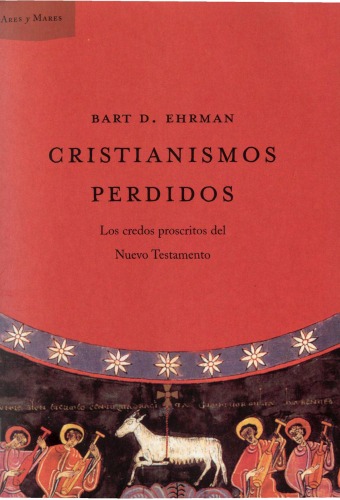 ARES y MARES
BART D. EHRMAN
CRISTIANISMOS
PERDIDOS
Los credos proscritos del
Nuevo Testamento